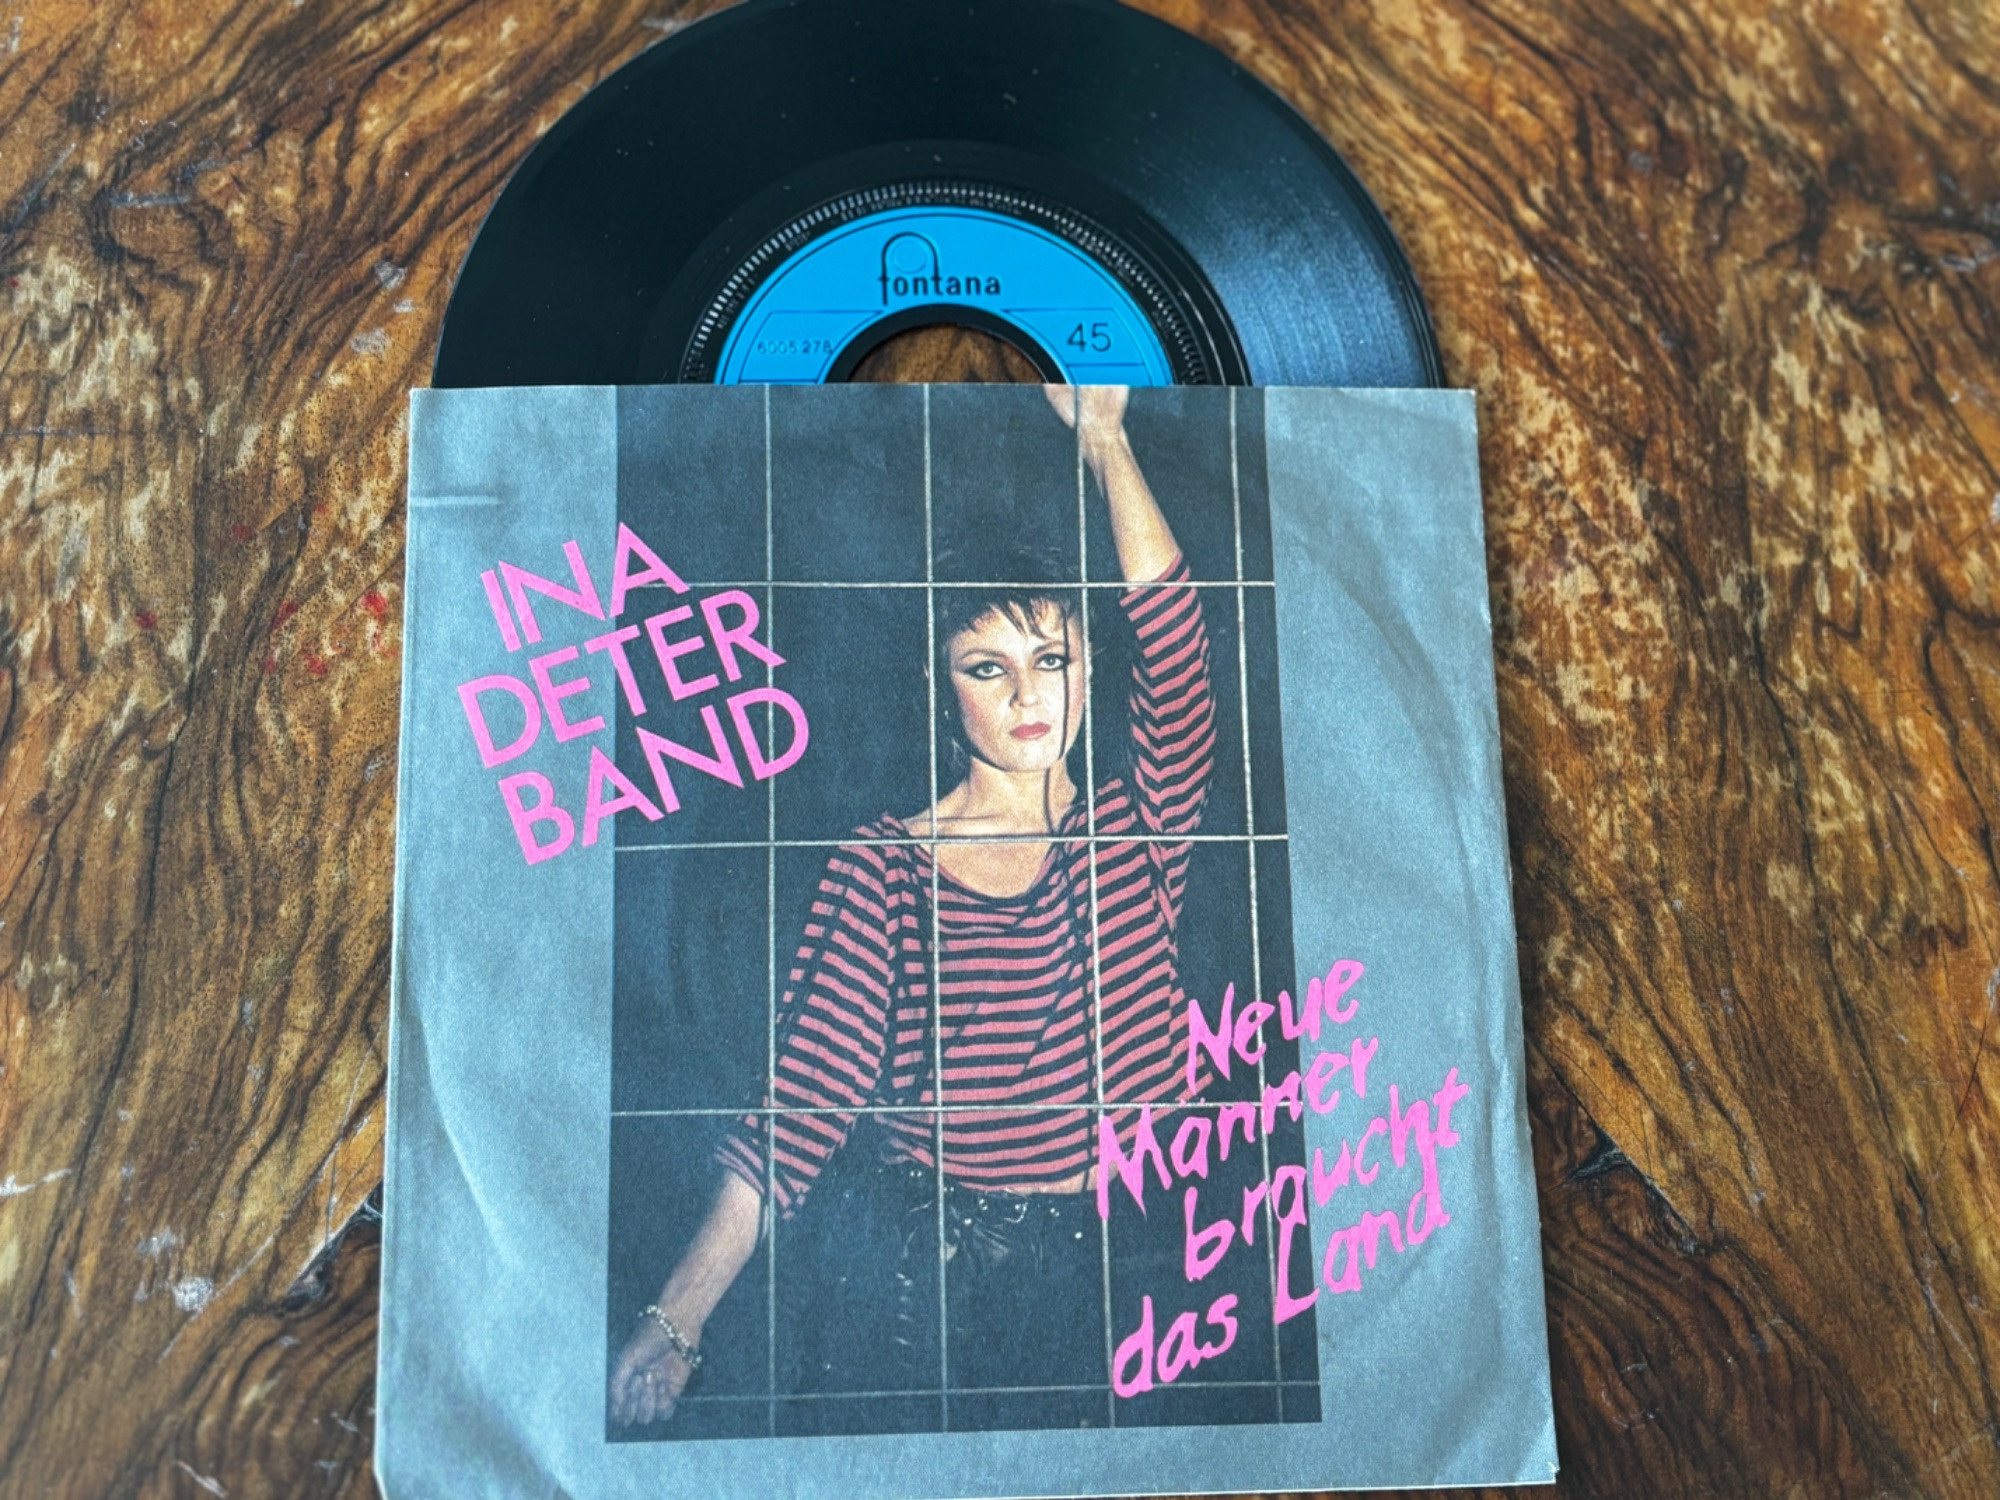 fontana
6005 278
45
INA
DETER
BAND
Neue
Männer
braucht
das Land